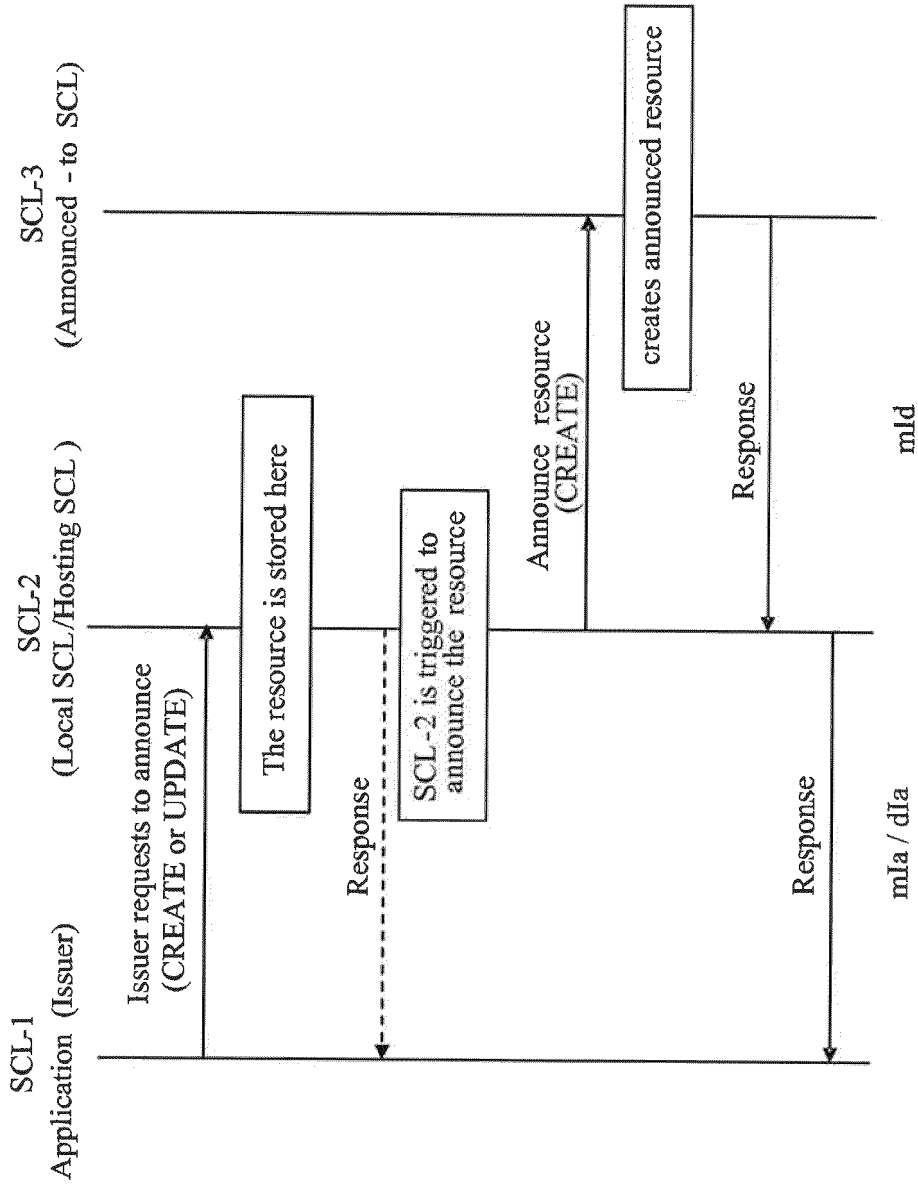 SCL-1
Application (Issuer)
SCL-2
(Local SCL/Hosting SCL )
SCL-3
(Announced - to SCL)
Issuer requests to announce
(CREATE or UPDATE)
The resource is stored here
Response
SCL-2 is triggered to
announce the resource
Announce resource
(CREATE)
creates announced resource
Response
Response
mIa / dIa
mId